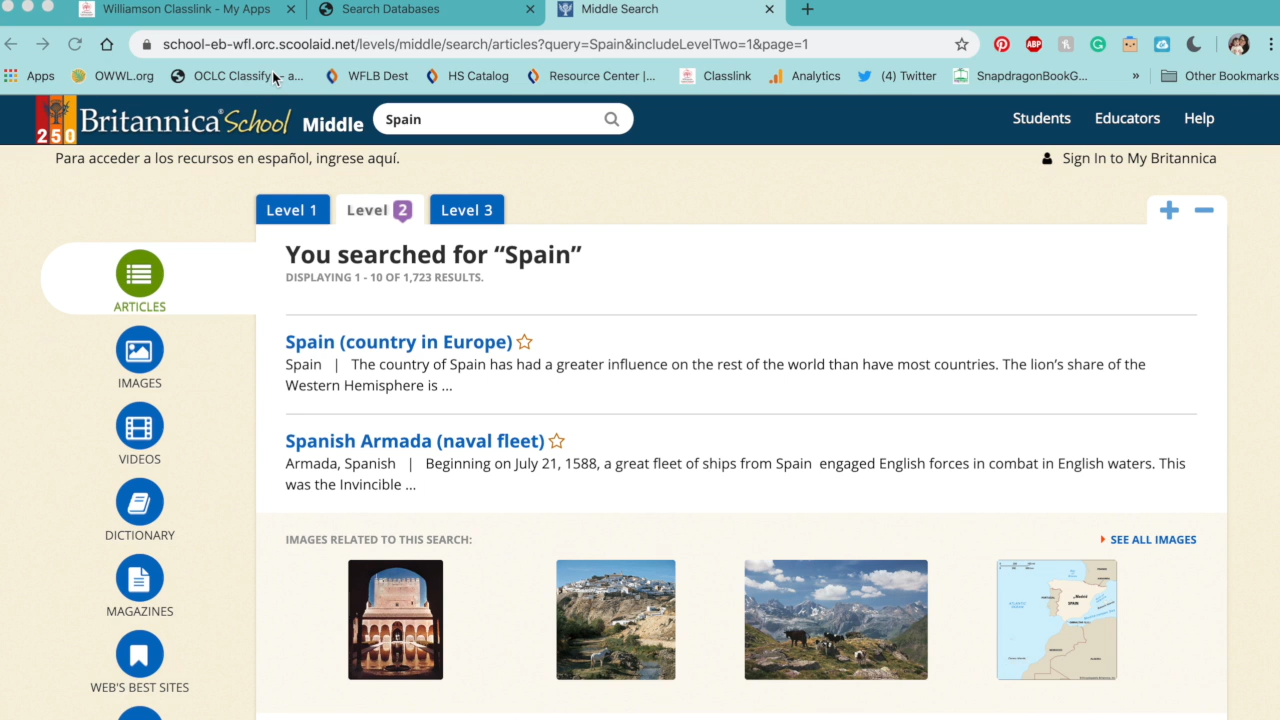 Williamson Classlink - My Apps
Search Databases
Middle Search
school-eb-wfl.orc.scoolaid.net/levels/middle/search/articles?query=Spain&includeLevelTwo=1&page=1
Apps
OWWL.org
OCLC Classify -- a...
WFLB Dest
HS Catalog
Resource Center |...
Classlink
Analytics
(4) Twitter
SnapdragonBookG...
» Other Bookmarks
250 Britannica School Middle
Spain
Students
Educators
Help
Para acceder a los recursos en español, ingrese aquí.
Sign In to My Britannica
Level 1
Level 2
Level 3
You searched for “Spain”
DISPLAYING 1 - 10 OF 1,723 RESULTS.
ARTICLES
Spain (country in Europe)
Spain | The country of Spain has had a greater influence on the rest of the world than have most countries. The lion’s share of the
Western Hemisphere is ...
IMAGES
Spanish Armada (naval fleet)
Armada, Spanish | Beginning on July 21, 1588, a great fleet of ships from Spain engaged English forces in combat in English waters. This
was the Invincible ...
VIDEOS
DICTIONARY
IMAGES RELATED TO THIS SEARCH:
SEE ALL IMAGES
MAGAZINES
WEB'S BEST SITES
ABP
SPAIN
Madrid